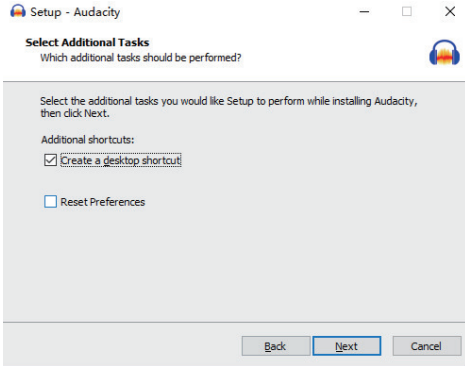 Setup - Audacity
Select Additional Tasks
Which additional tasks should be performed?
Select the additional tasks you would like Setup to perform while installing Audacity,
then click Next.
Additional shortcuts:
Create a desktop shortcut
Reset Preferences
Back Next Cancel